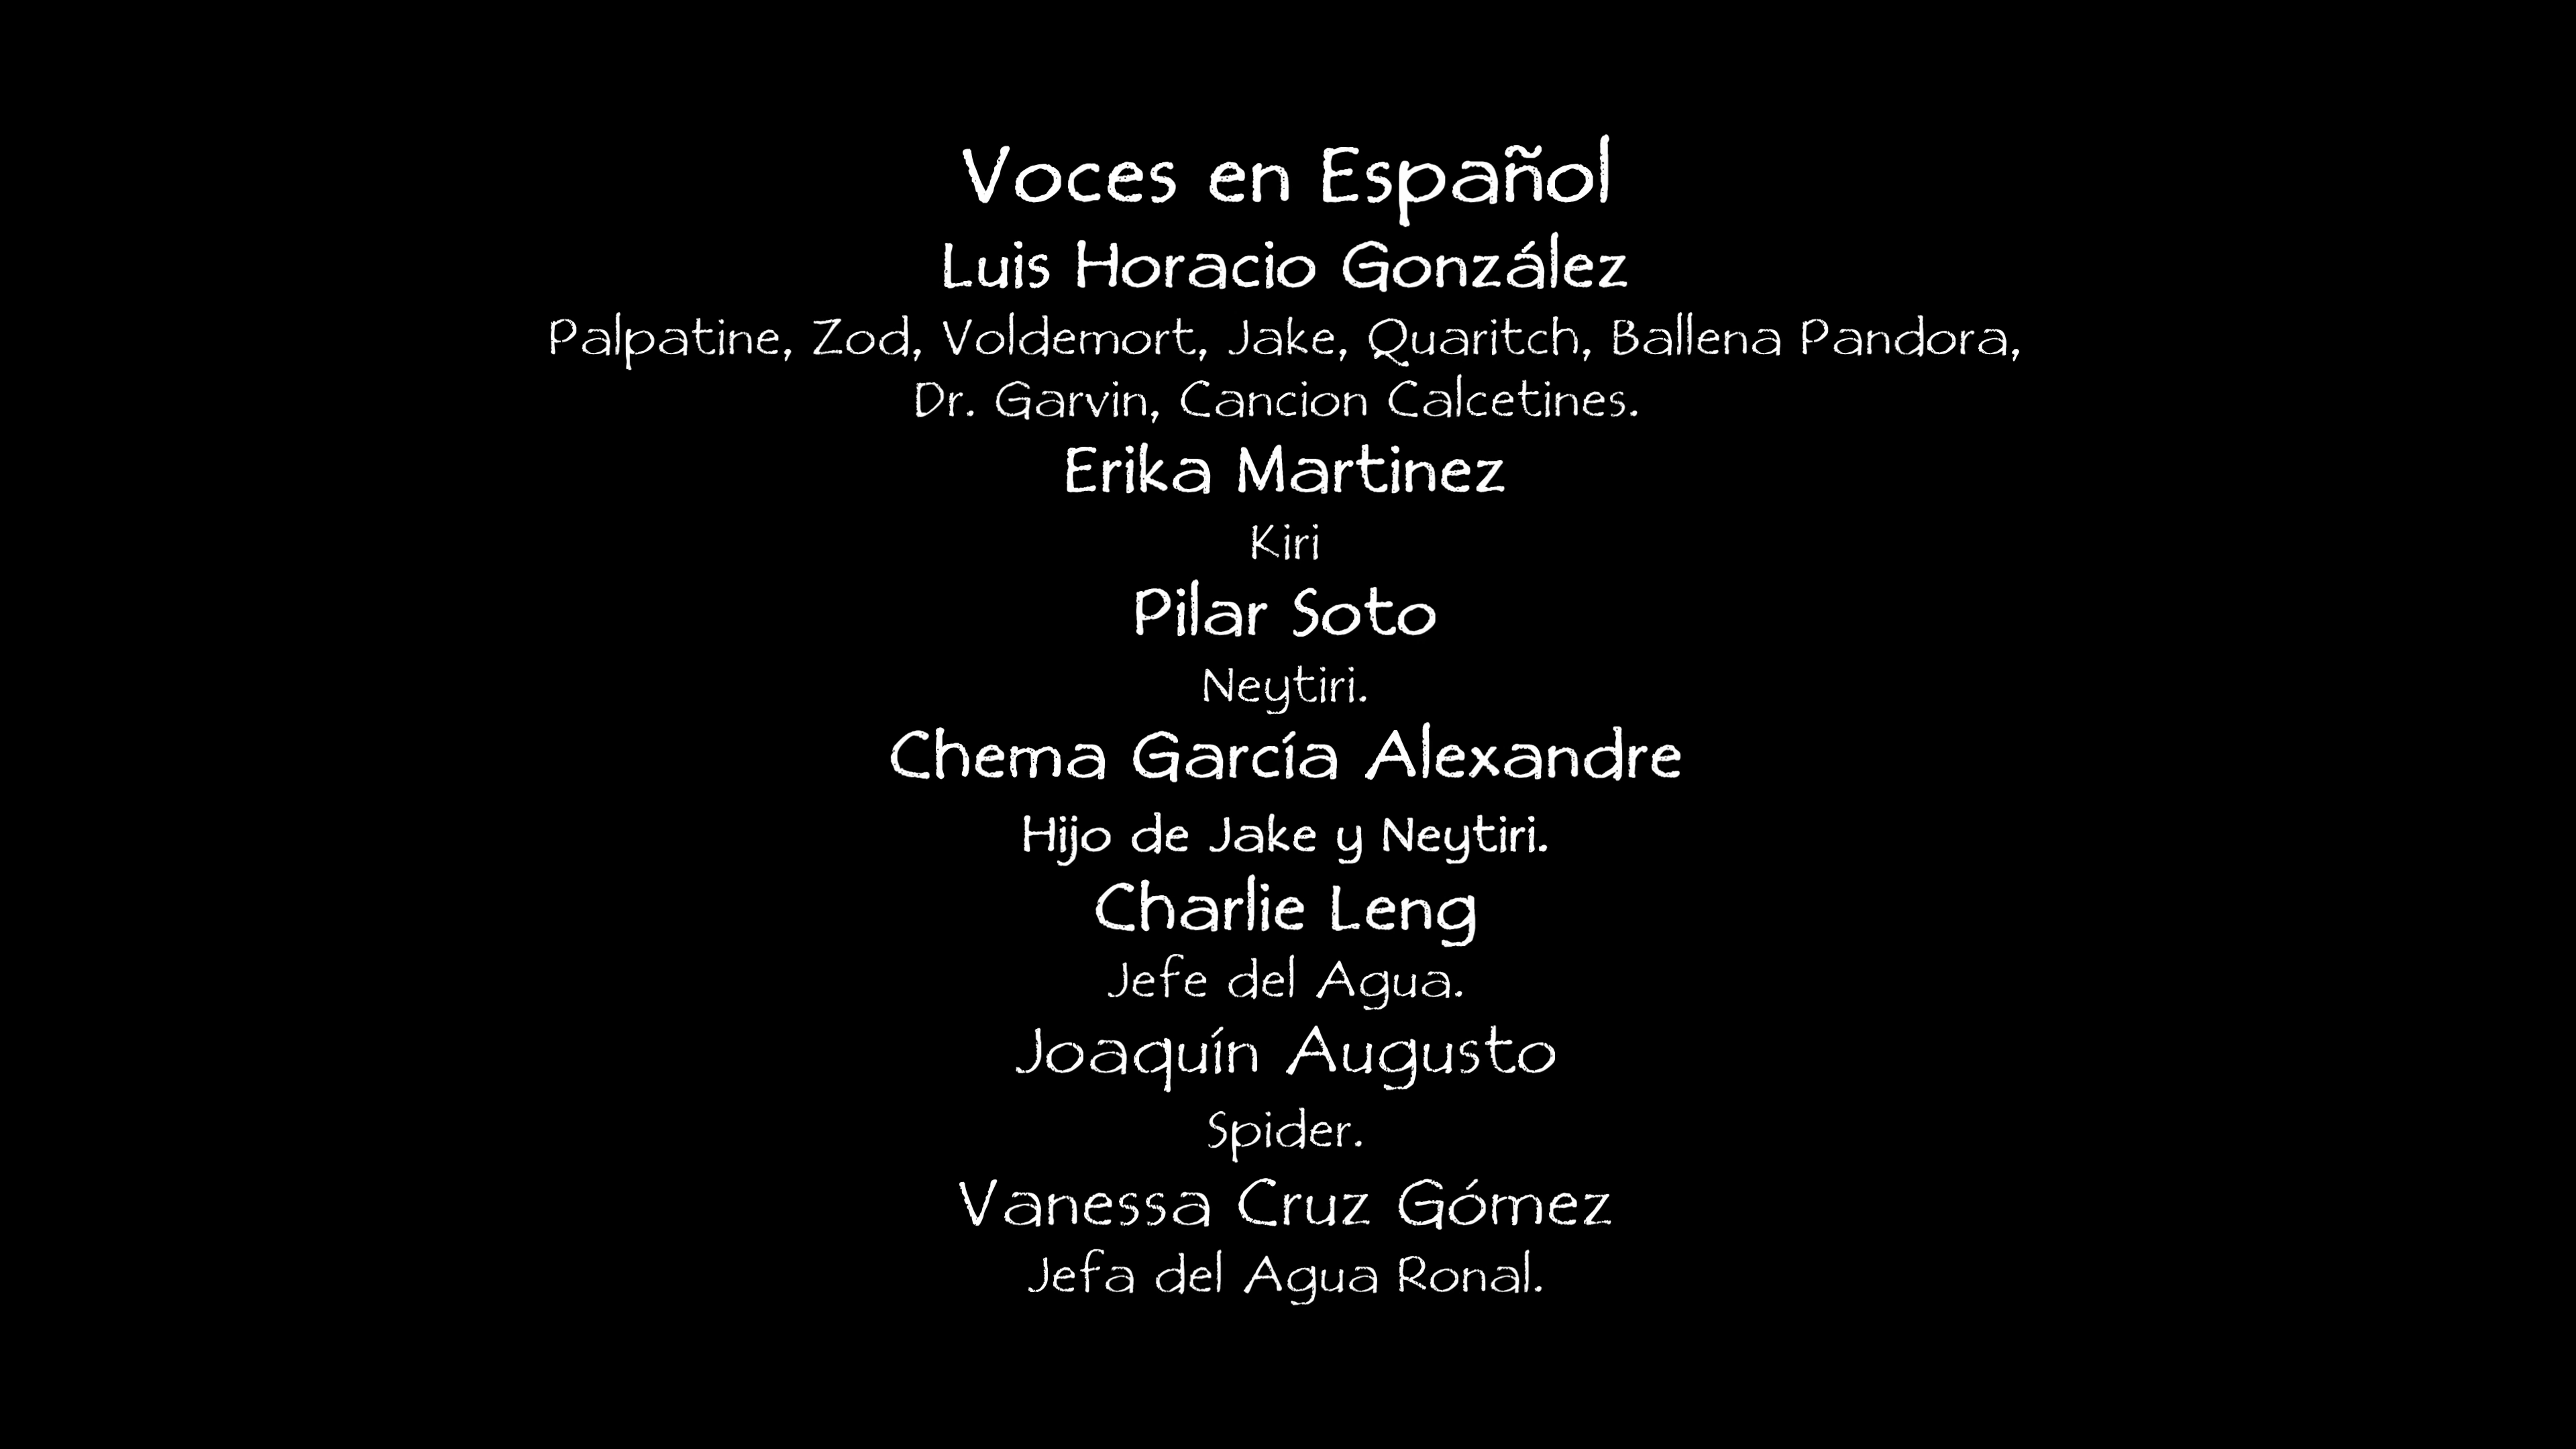 Voces en Español
Luis Horacio González
Palpatine, Zod, Voldemort, Jake, Quaritch, Ballena Pandora,
Dr. Garvin, Cancion Calcetines.
Erika Martinez
Kiri
Pilar Soto
Neytiri.
Chema García Alexandre
Hijo de Jake y Neytiri.
Charlie Leng
Jefe del Agua.
Joaquín Augusto
Spider.
Vanessa Cruz Gómez
Jefa del Agua Ronal.